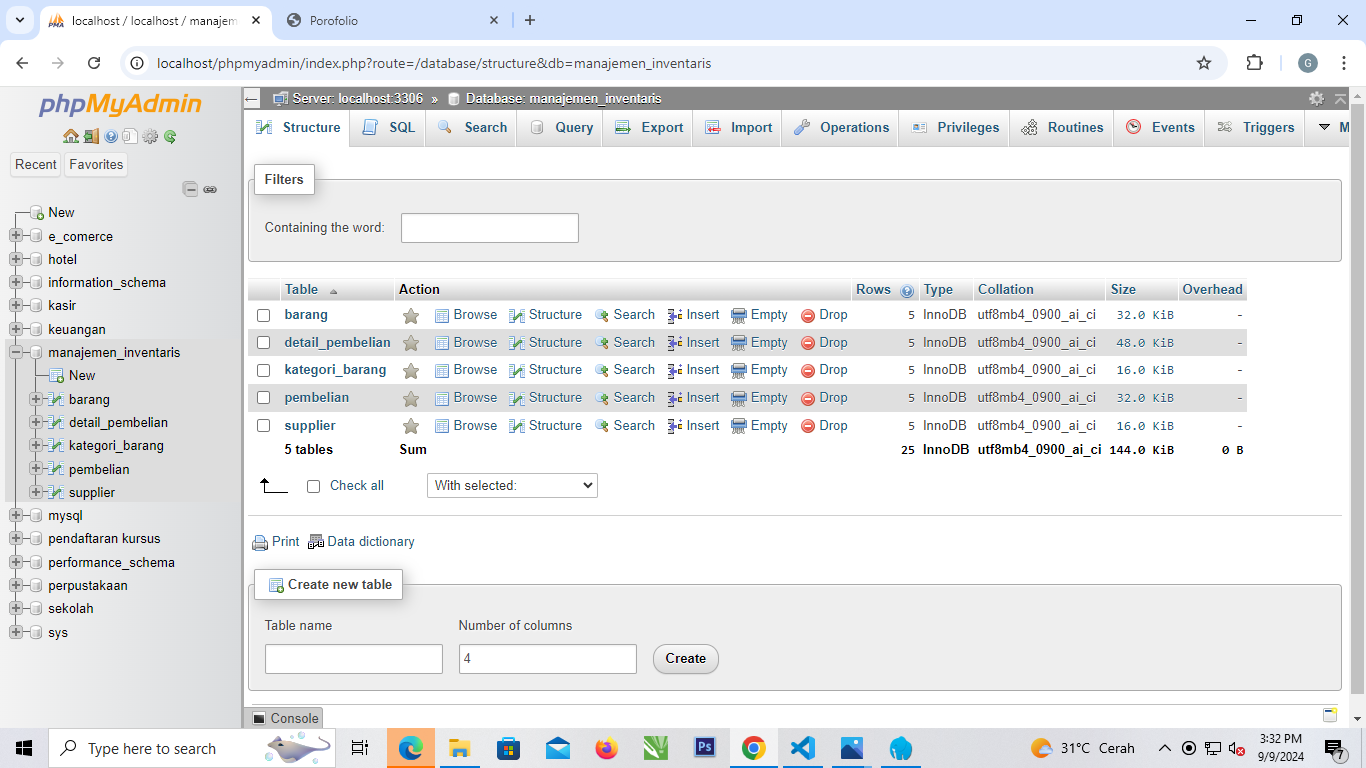 localhost / localhost / manajem
Porofolio
localhost/phpmyadmin/index.php?route=/database/structure&db=manajemen_inventaris
G
phpMyAdmin
Recent Favorites
New
e_comerce
hotel
information_schema
kasir
keuangan
manajemen_inventaris
New
barang
detail_pembelian
kategori_barang
pembelian
supplier
mysql
pendaftaran kursus
performance_schema
perpustakaan
sekolah
sys
Server: localhost:3306 » Database: manajemen_inventaris
Structure SQL Search Query Export Import Operations Privileges Routines Events Triggers M
Filters
Containing the word:
Table Action Rows Type Collation Size Overhead
barang Browse Structure Search Insert Empty Drop 5 InnoDB utf8mb4_0900_ai_ci 32.0 KiB -
detail_pembelian Browse Structure Search Insert Empty Drop 5 InnoDB utf8mb4_0900_ai_ci 48.0 KiB -
kategori_barang Browse Structure Search Insert Empty Drop 5 InnoDB utf8mb4_0900_ai_ci 16.0 KiB -
pembelian Browse Structure Search Insert Empty Drop 5 InnoDB utf8mb4_0900_ai_ci 32.0 KiB -
supplier Browse Structure Search Insert Empty Drop 5 InnoDB utf8mb4_0900_ai_ci 16.0 KiB -
5 tables Sum 25 InnoDB utf8mb4_0900_ai_ci 144.0 KiB 0 B
Check all With selected:
Print Data dictionary
Create new table
Table name Number of columns
4 Create
Console
Type here to search
Ps
31°C Cerah
3:32 PM
9/9/2024
7